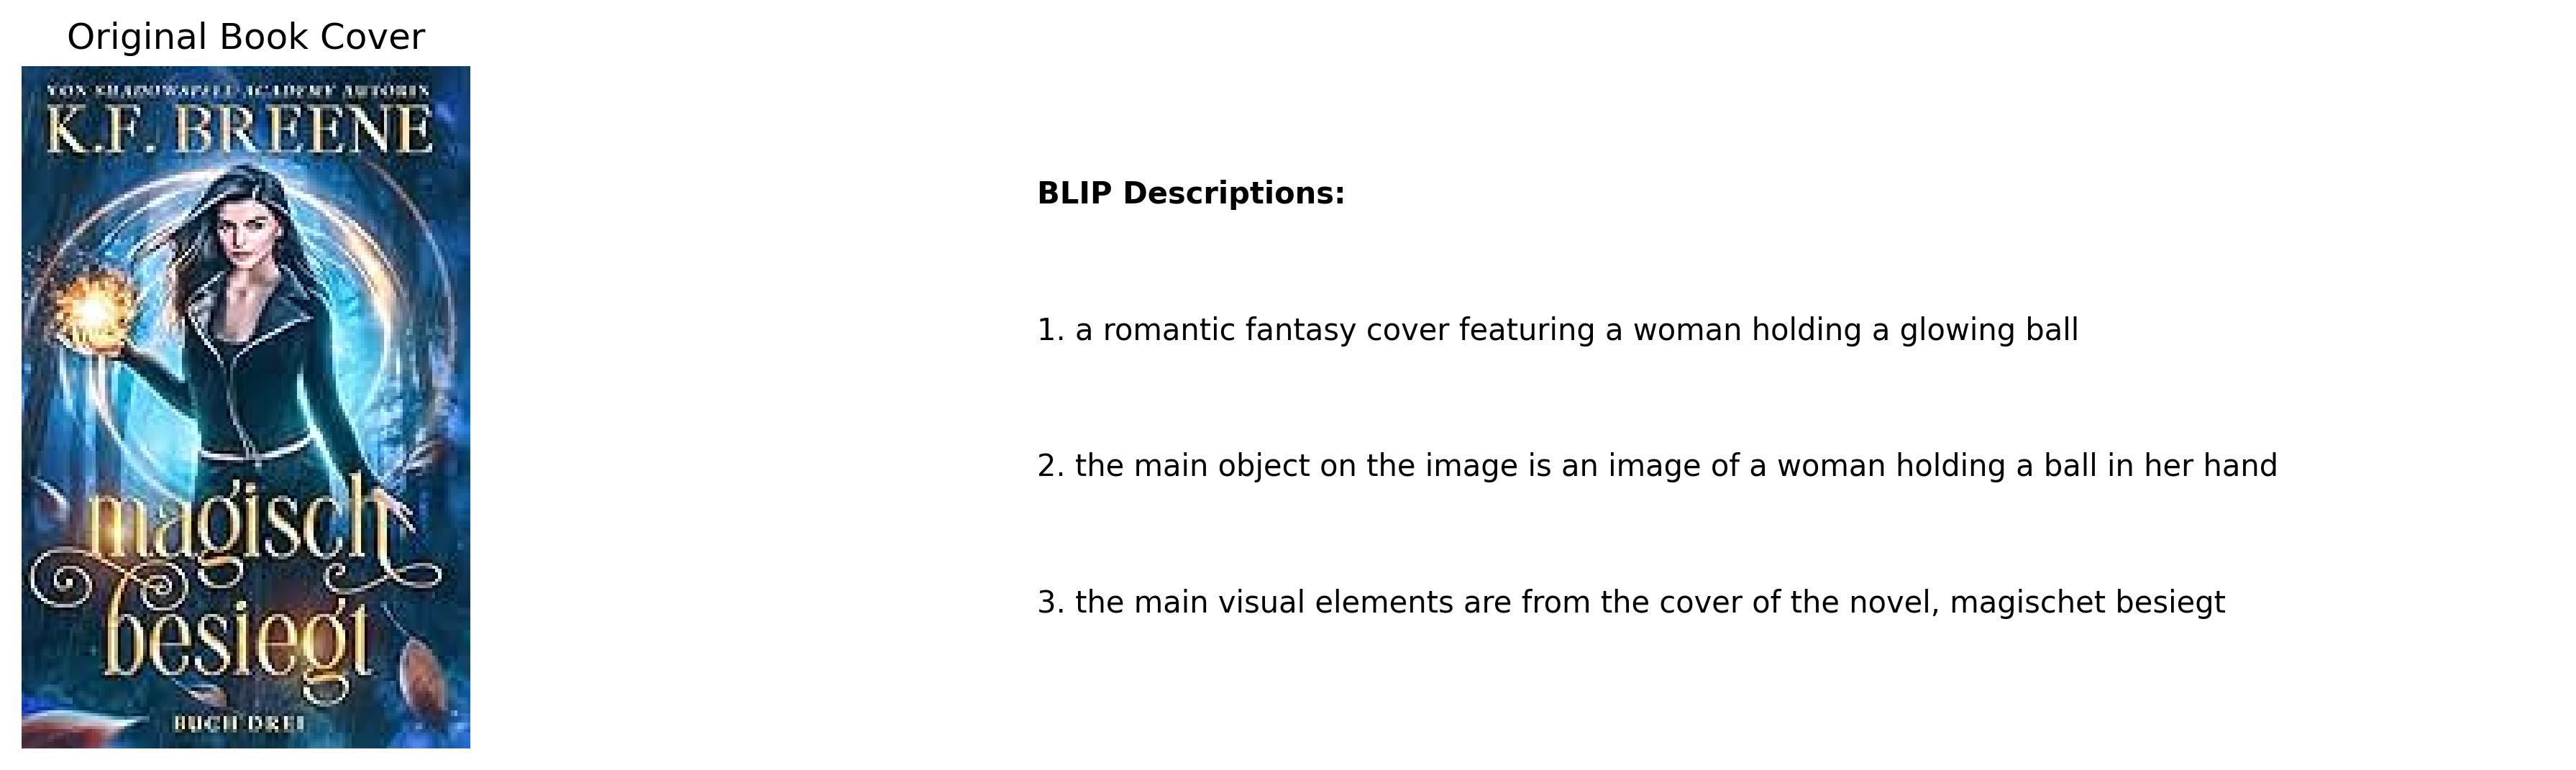 Original Book Cover
VON SHADOWSPELL ACADEMY AUTORIN
K.F. BREENE
magisch
besiegt
BUCH DREI
BLIP Descriptions:
1. a romantic fantasy cover featuring a woman holding a glowing ball
2. the main object on the image is an image of a woman holding a ball in her hand
3. the main visual elements are from the cover of the novel, magischet besiegt